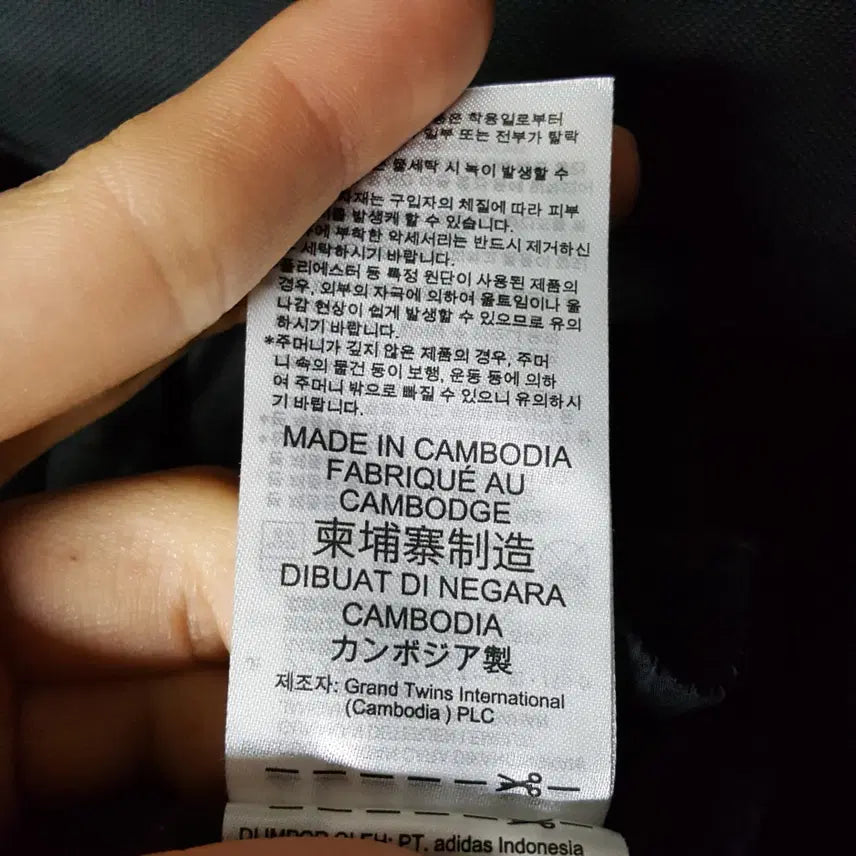 착용일로부터
일부 또는 전부가 탈락
물세탁 시 녹이 발생할 수
구입자의 체질에 따라 피부
발생케 할 수 있습니다.
부착한 악세서리는 반드시 제거하신
세탁하시기 바랍니다.
폴리에스터 등 특정 원단이 사용된 제품의
경우, 외부의 자극에 의하여 올트임이나 올
나감 현상이 쉽게 발생할 수 있으므로 유의
하시기 바랍니다.
*주머니가 깊지 않은 제품의 경우, 주머
니 속의 물건 등이 보행, 운동 등에 의하
여 주머니 밖으로 빠질 수 있으니 유의하시
기 바랍니다.
MADE IN CAMBODIA
FABRIQUÉ AU
CAMBODGE
柬埔寨制造
DIBUAT DI NEGARA
CAMBODIA
カンボジア製
제조자: Grand Twins International
(Cambodia ) PLC
DIIMPOR OLEH: PT. adidas Indonesia